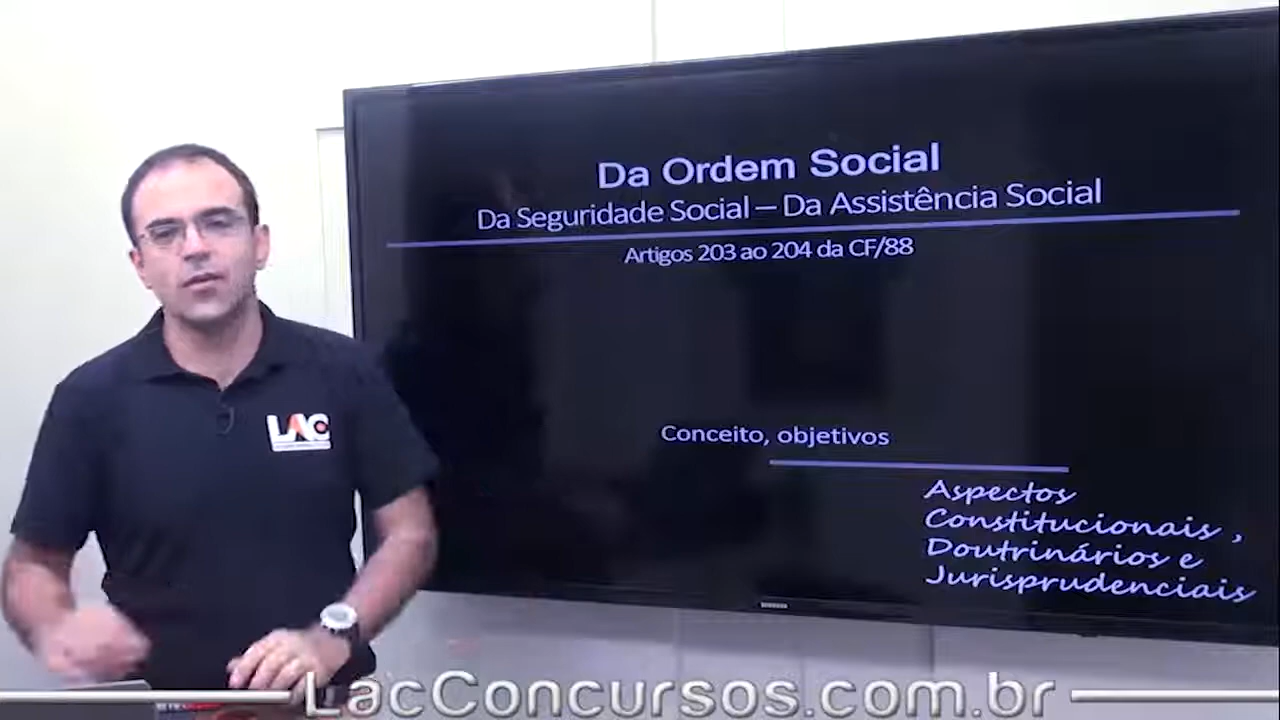 Da Ordem Social
Da Seguridade Social – Da Assistência Social
Artigos 203 ao 204 da CF/88
Conceito, objetivos
Aspectos
Constitucionais ,
Doutrinários e
Jurisprudenciais
LAC
SAMSUNG
LacConcursos.com.br